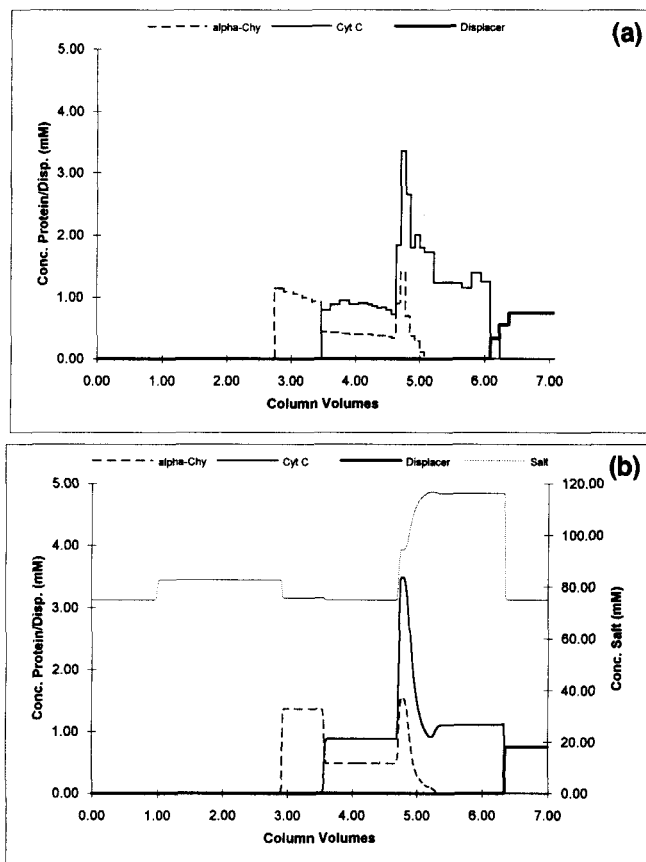 alpha-Chy Cyt C Displacer (a)
5.00
4.00
3.00
2.00
1.00
0.00
Conc. Protein/Disp. (mM)
0.00 1.00 2.00 3.00 4.00 5.00 6.00 7.00
Column Volumes
alpha-Chy Cyt C Displacer Salt (b)
5.00 120.00
4.00 100.00
3.00 80.00
2.00 60.00
1.00 40.00
0.00 20.00
0.00
Conc. Protein/Disp. (mM)
Conc. Salt (mM)
0.00 1.00 2.00 3.00 4.00 5.00 6.00 7.00
Column Volumes